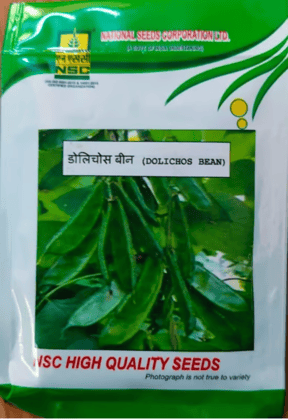 NATIONAL SEEDS CORPORATION LTD.
NSC
डोलिचोस बीन (DOLICHOS BEAN)
NSC HIGH QUALITY SEEDS
Photograph is not true to variety